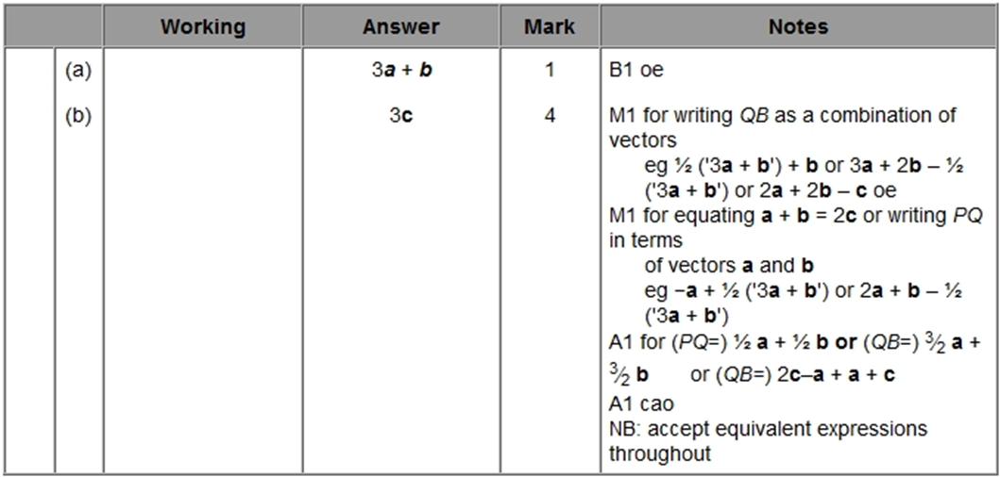 Working Answer Mark Notes
(a) 3a + b 1 B1 oe
(b) 3c 4 M1 for writing QB as a combination of
vectors
eg ½ ('3a + b') + b or 3a + 2b – ½
('3a + b') or 2a + 2b – c oe
M1 for equating a + b = 2c or writing PQ
in terms
of vectors a and b
eg −a + ½ ('3a + b') or 2a + b – ½
('3a + b')
A1 for (PQ=) ½ a + ½ b or (QB=) 3⁄2 a +
3⁄2 b or (QB=) 2c–a + a + c
A1 cao
NB: accept equivalent expressions
throughout